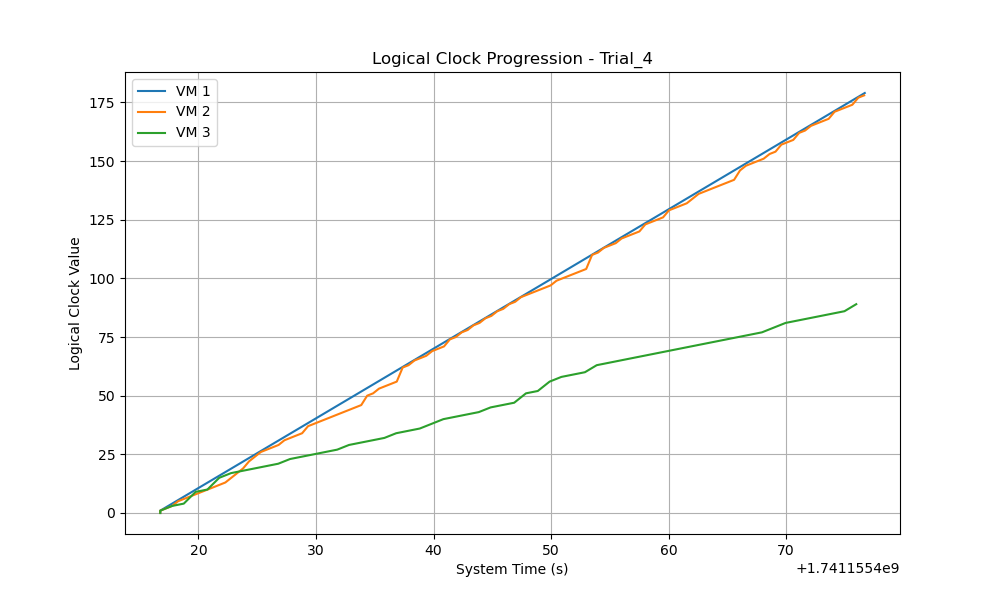 Logical Clock Progression - Trial_4
VM 1
VM 2
VM 3
Logical Clock Value
175
150
125
100
75
50
25
0
20 30 40 50 60 70
System Time (s)
+1.7411554e9